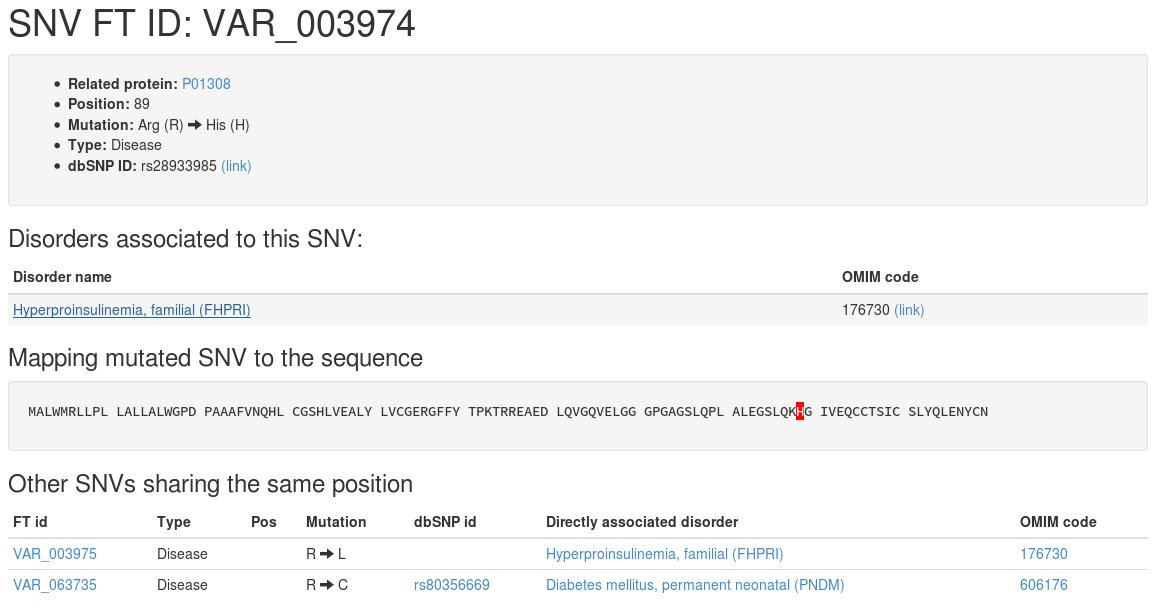 SNV FT ID: VAR_003974
• Related protein: P01308
• Position: 89
• Mutation: Arg (R) ➔ His (H)
• Type: Disease
• dbSNP ID: rs28933985 (link)
Disorders associated to this SNV:
Disorder name OMIM code
Hyperproinsulinemia, familial (FHPRI) 176730 (link)
Mapping mutated SNV to the sequence
MALWMRLLPL LALLALWGPD PAAAFVNQHL CGSHLVEALY LVCGERGFFY TPKTRREAED LQVGQVELGG GPGAGSLQPL ALEGSLQKHG IVEQCCTSIC SLYQLENYCN
Other SNVs sharing the same position
FT id Type Pos Mutation dbSNP id Directly associated disorder OMIM code
VAR_003975 Disease R ➔ L Hyperproinsulinemia, familial (FHPRI) 176730
VAR_063735 Disease R ➔ C rs80356669 Diabetes mellitus, permanent neonatal (PNDM) 606176